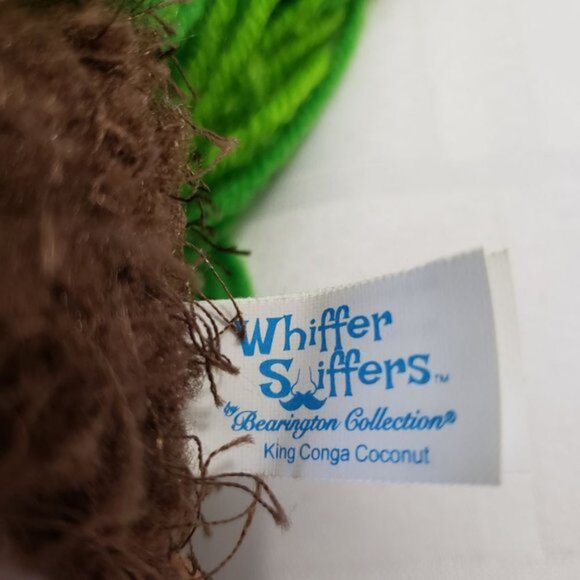 Whiffer
Sniffers™
by Bearington Collection®
King Conga Coconut